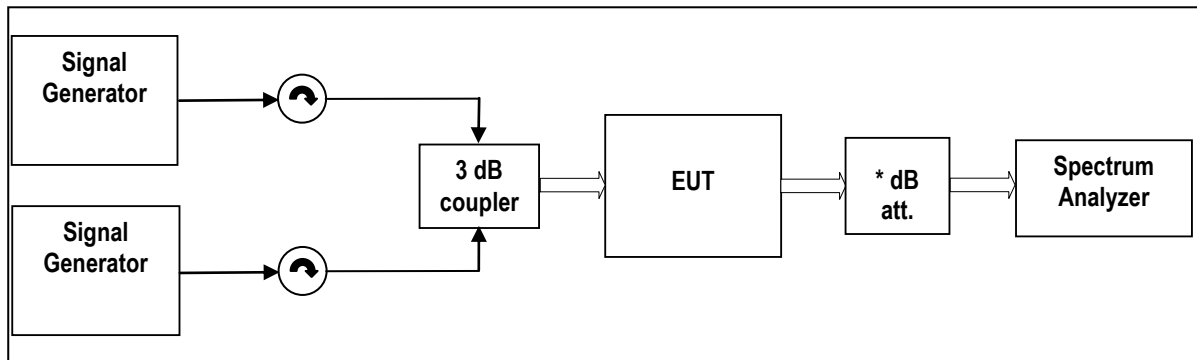 Signal
Generator
3 dB
coupler
EUT
* dB
att.
Spectrum
Analyzer
Signal
Generator